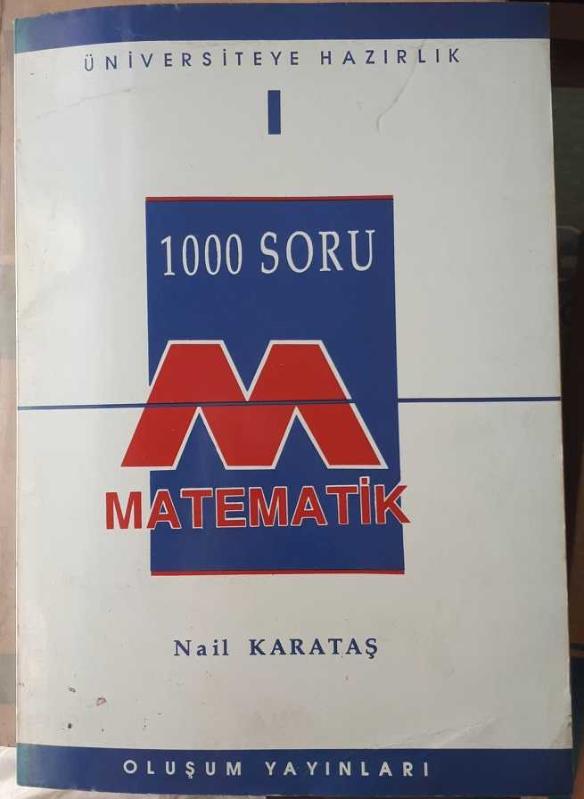 ÜNİVERSİTEYE HAZIRLIK
I
1000 SORU
M
MATEMATİK
Nail KARATAŞ
OLUŞUM YAYINLARI